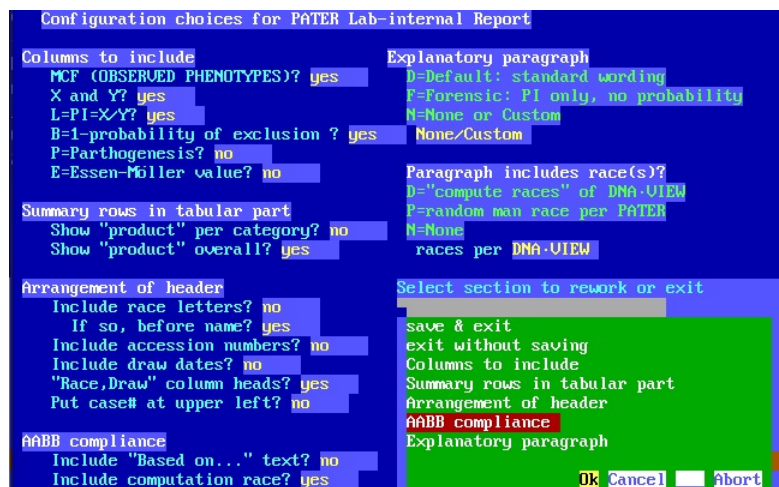 Configuration choices for PATER Lab-internal Report
Columns to include
MCF (OBSERVED PHENOTYPES)? yes
X and Y? yes
L=PI=X/Y? yes
B=1-probability of exclusion ? yes
P=Parthogenesis? no
E=Essen-Möller value? no
Summary rows in tabular part
Show "product" per category? no
Show "product" overall? yes
Arrangement of header
Include race letters? no
If so, before name? yes
Include accession numbers? no
Include draw dates? no
"Race,Draw" column heads? yes
Put case# at upper left? no
AABB compliance
Include "Based on..." text? no
Include computation race? yes
Explanatory paragraph
D=Default: standard wording
F=Forensic: PI only, no probability
N=None or Custom
None/Custom
Paragraph includes race(s)?
D="compute races" of DNA·VIEW
P=random man race per PATER
N=None
races per DNA·VIEW
Select section to rework or exit
save & exit
exit without saving
Columns to include
Summary rows in tabular part
Arrangement of header
AABB compliance
Explanatory paragraph
Ok Cancel Abort